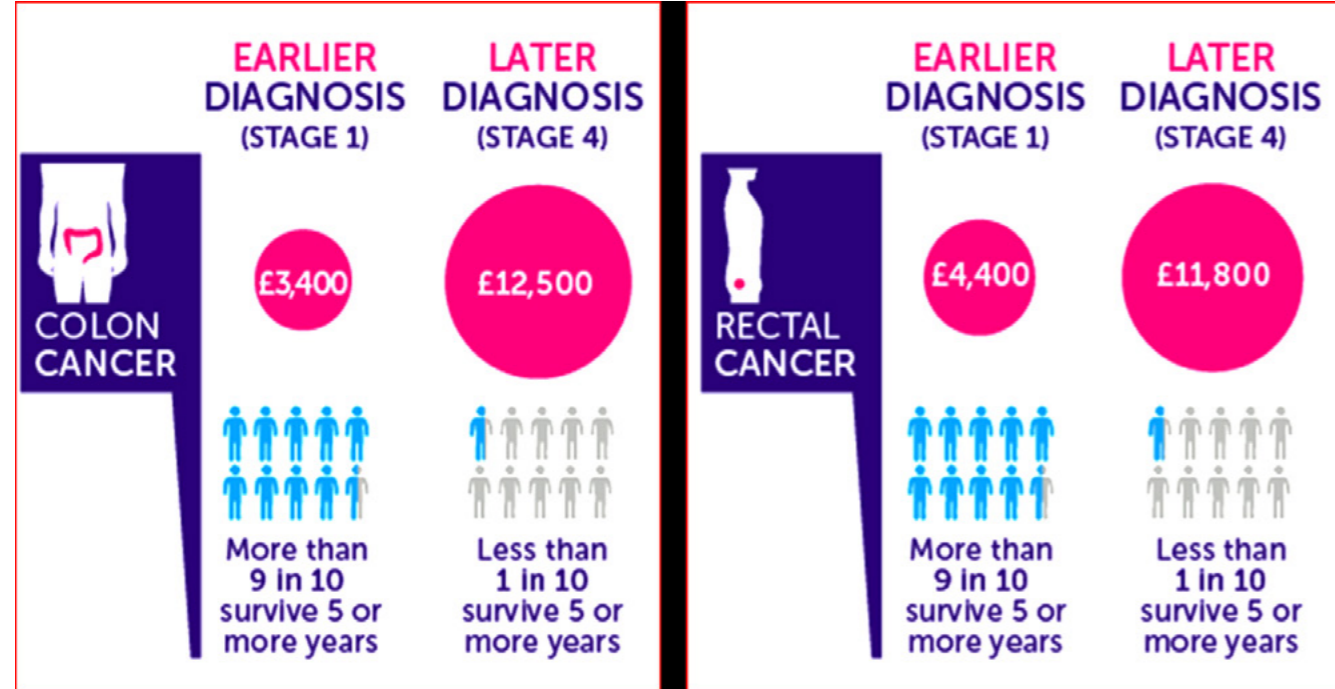 EARLIER
DIAGNOSIS
(STAGE 1)
LATER
DIAGNOSIS
(STAGE 4)
COLON
CANCER
£3,400
£12,500
More than
9 in 10
survive 5 or
more years
Less than
1 in 10
survive 5 or
more years
EARLIER
DIAGNOSIS
(STAGE 1)
LATER
DIAGNOSIS
(STAGE 4)
RECTAL
CANCER
£4,400
£11,800
More than
9 in 10
survive 5 or
more years
Less than
1 in 10
survive 5 or
more years